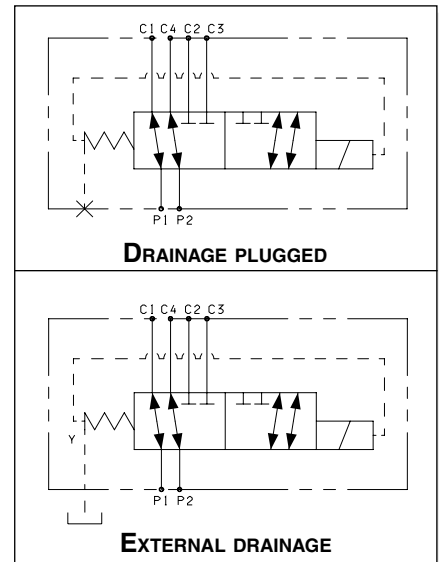 C1 C4 C2 C3
P1 P2
DRAINAGE PLUGGED
C1 C4 C2 C3
Y
P1 P2
EXTERNAL DRAINAGE